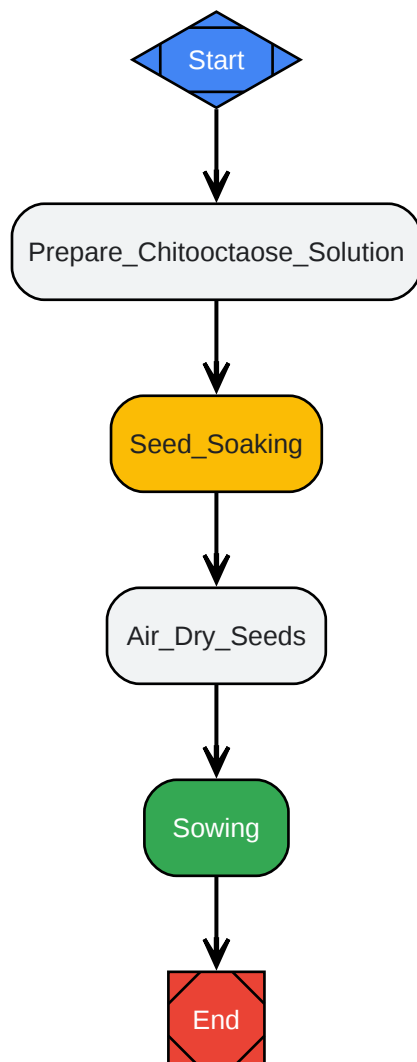 Start
Prepare_Chitooctaose_Solution
Seed_Soaking
Air_Dry_Seeds
Sowing
End